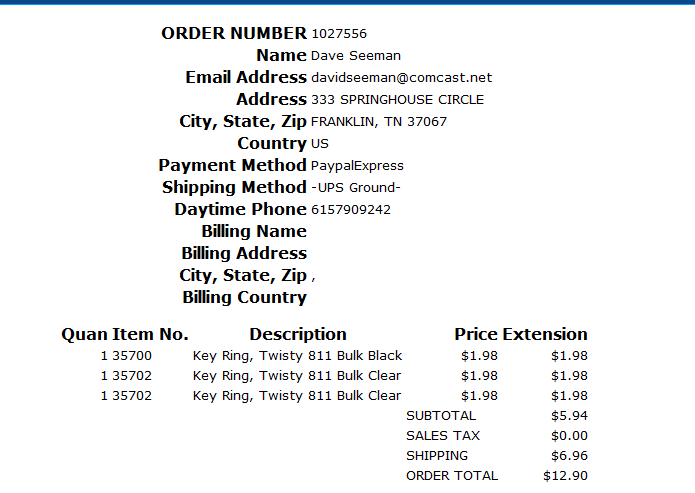 ORDER NUMBER 1027556
Name Dave Seeman
Email Address davidseeman@comcast.net
Address 333 SPRINGHOUSE CIRCLE
City, State, Zip FRANKLIN, TN 37067
Country US
Payment Method PaypalExpress
Shipping Method -UPS Ground-
Daytime Phone 6157909242
Billing Name
Billing Address
City, State, Zip ,
Billing Country
Quan Item No. Description Price Extension
1 35700 Key Ring, Twisty 811 Bulk Black $1.98 $1.98
1 35702 Key Ring, Twisty 811 Bulk Clear $1.98 $1.98
1 35702 Key Ring, Twisty 811 Bulk Clear $1.98 $1.98
SUBTOTAL $5.94
SALES TAX $0.00
SHIPPING $6.96
ORDER TOTAL $12.90